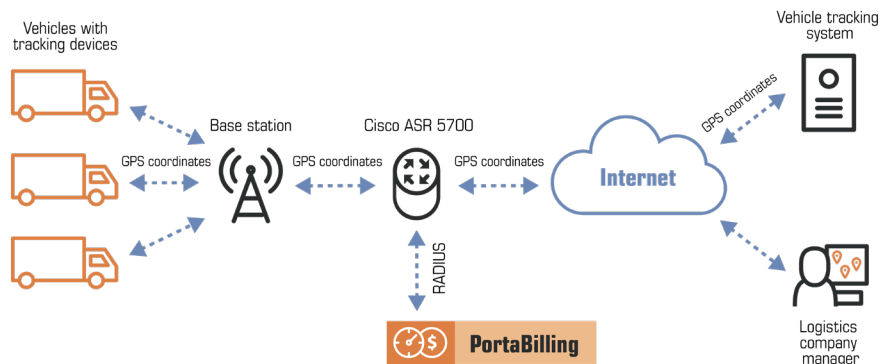 Vehicles with
tracking devices
Base station
Cisco ASR 5700
Vehicle tracking
system
GPS coordinates
GPS coordinates
GPS coordinates
GPS coordinates
Internet
RADIUS
$
PortaBilling
Logistics
company
manager